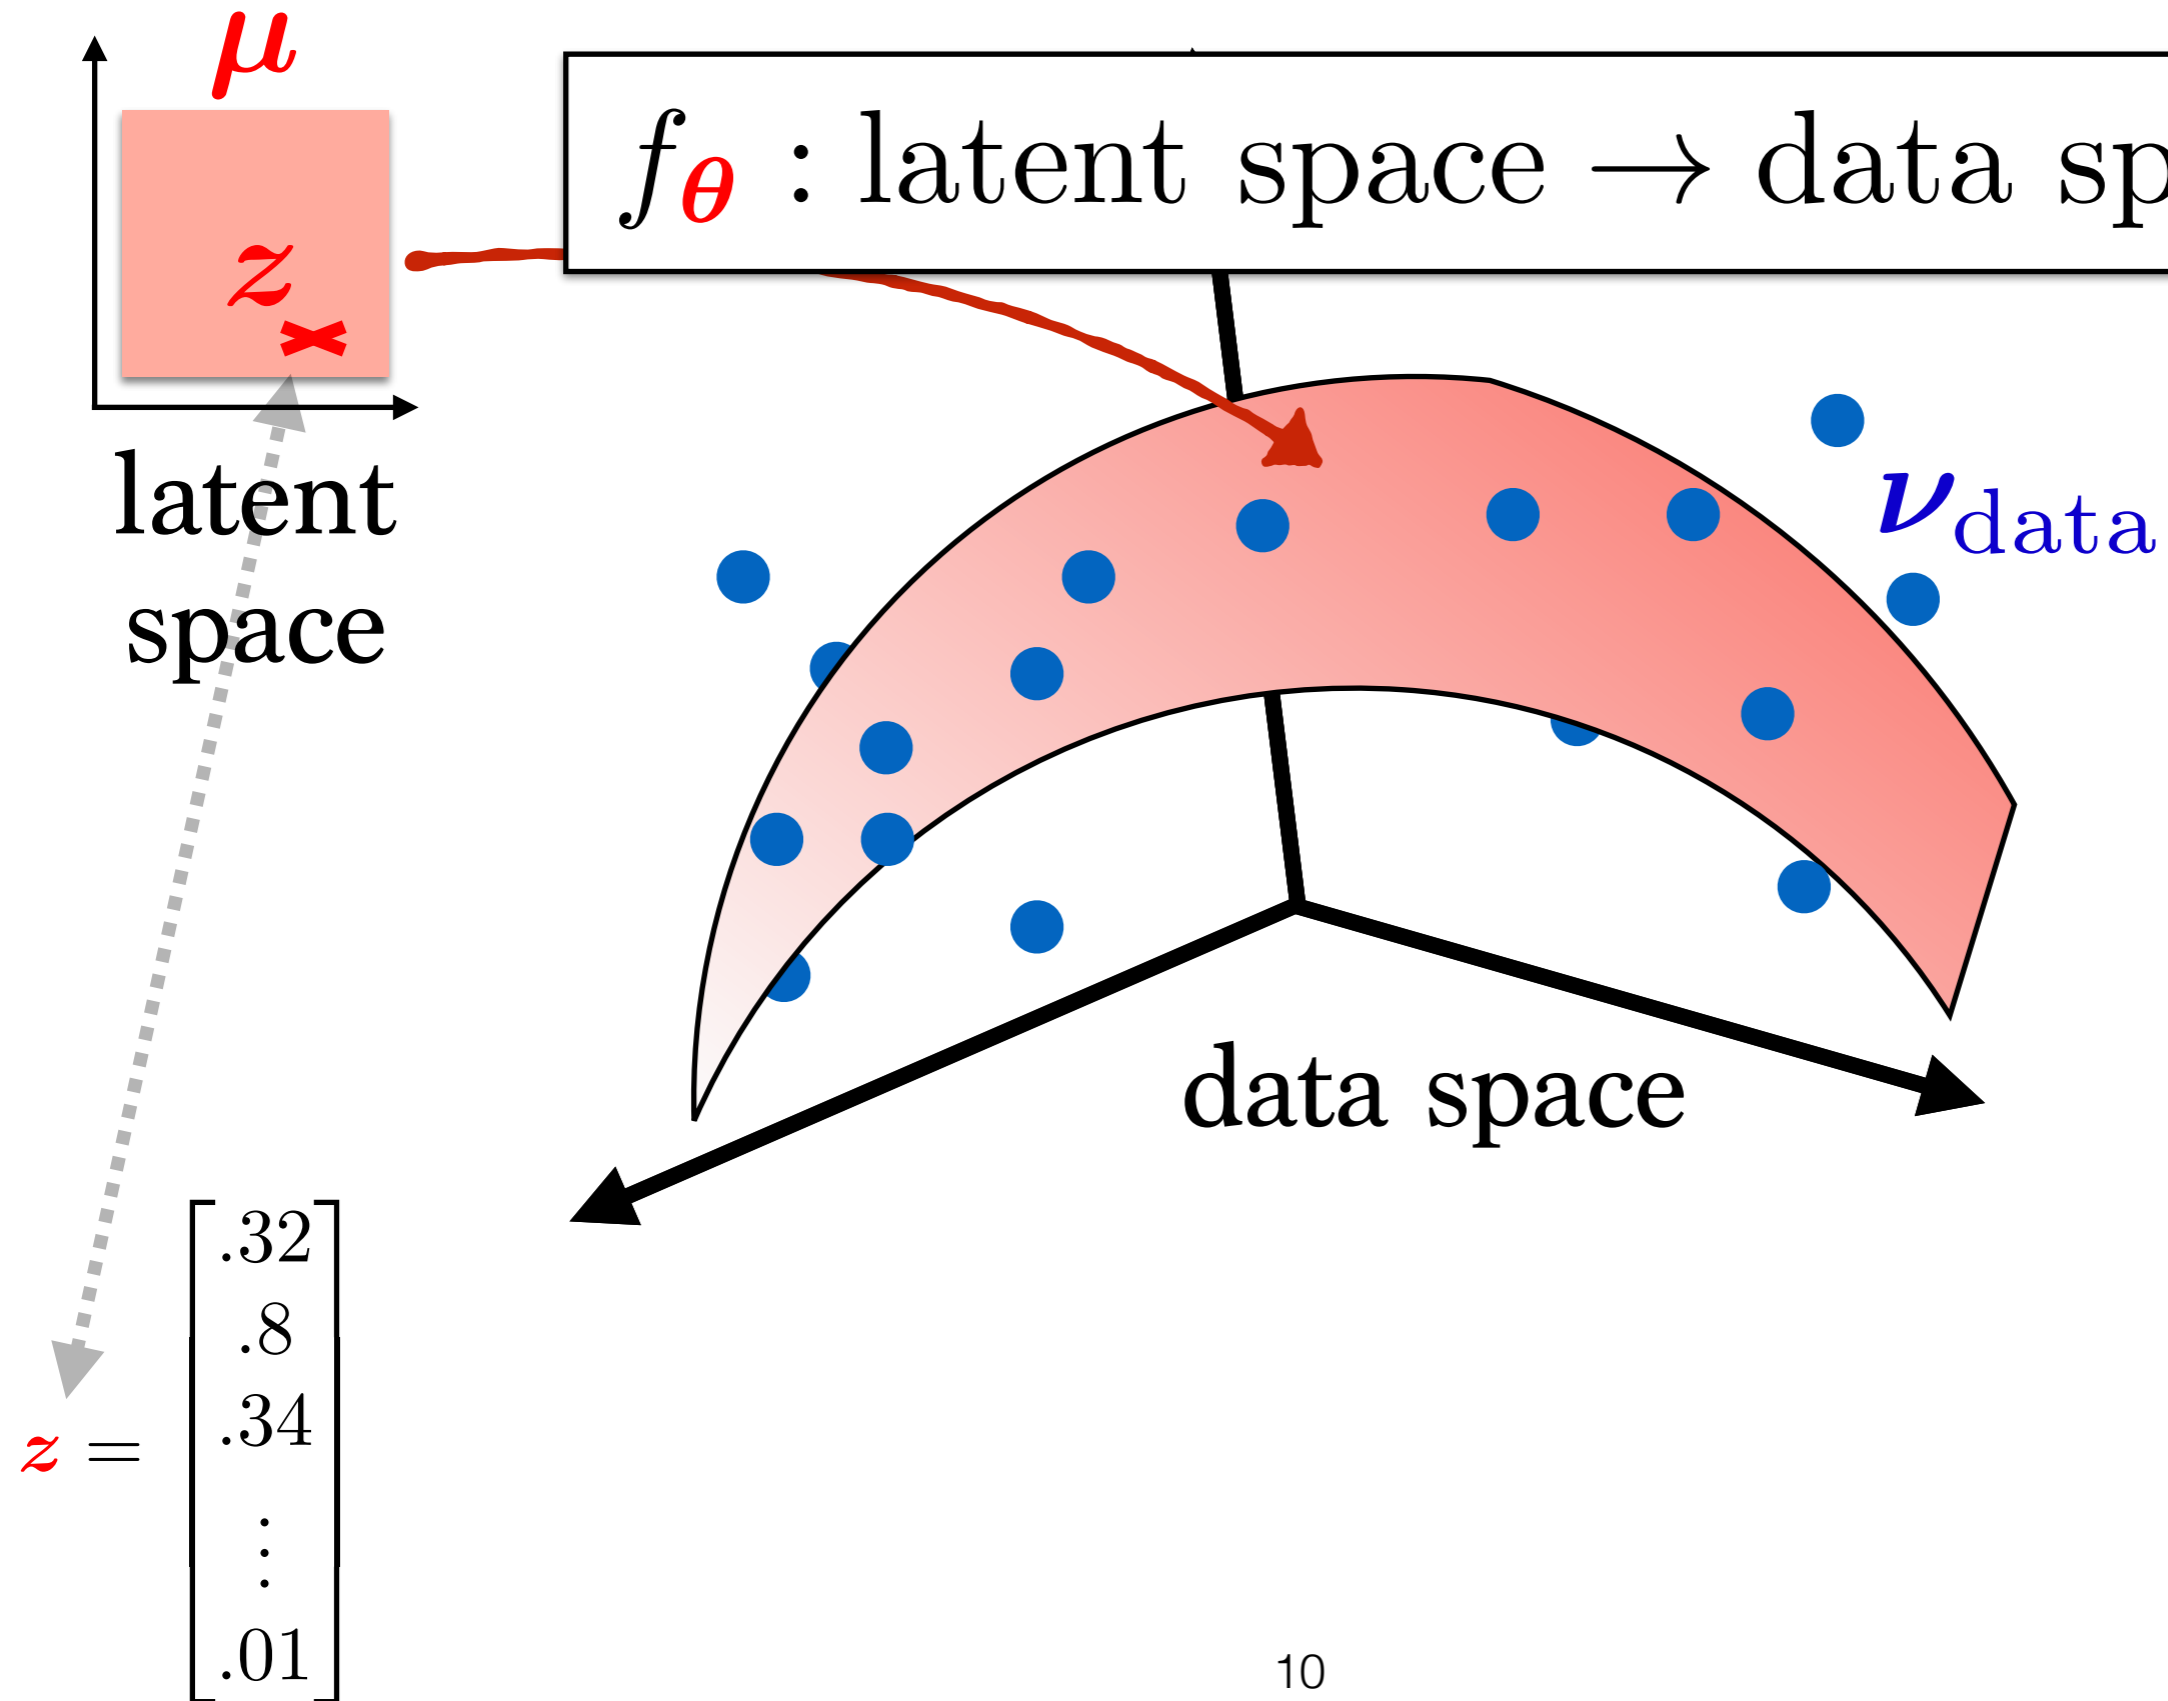 μ
f_θ : latent space → data sp
z
ν_data
latent
space
data space
z = [.32
.8
.34
⋮
.01]
10